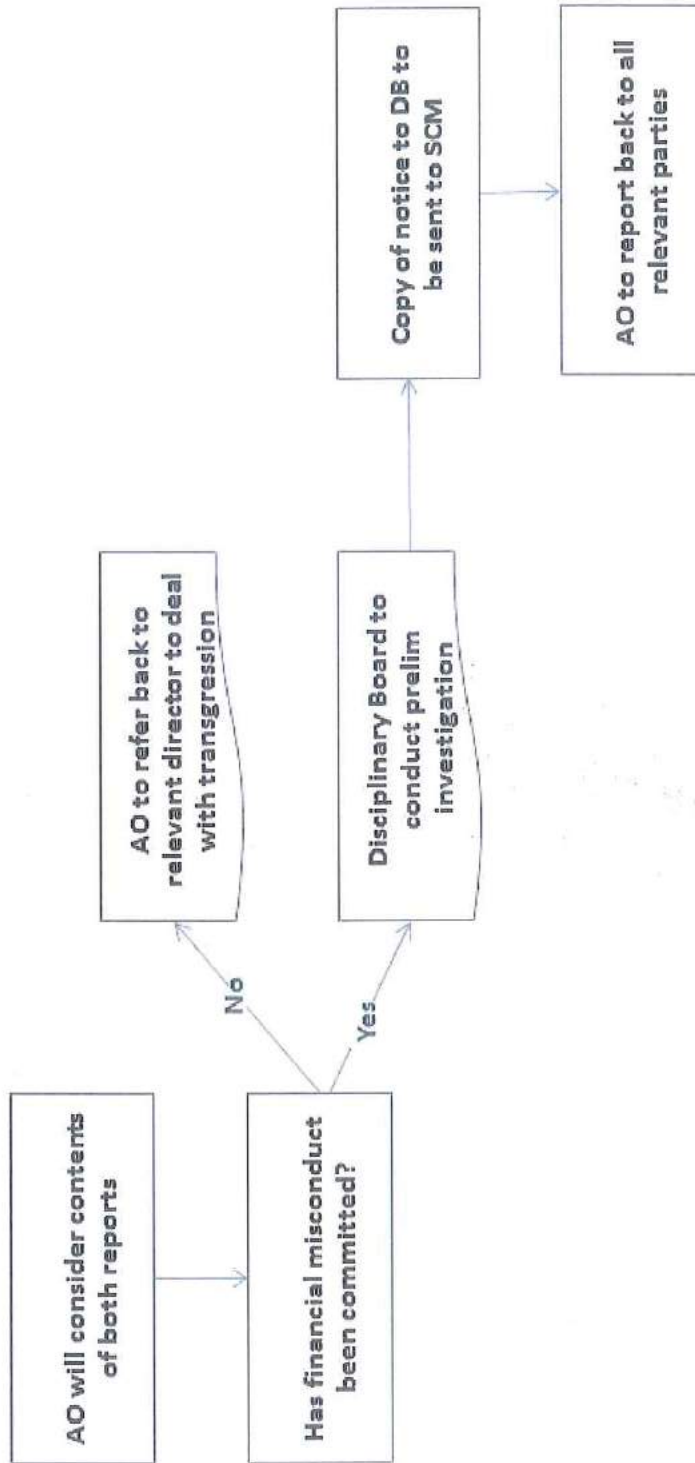 AO will consider contents
of both reports
Has financial misconduct
been committed?
No
Yes
AO to refer back to
relevant director to deal
with transgression
Disciplinary Board to
conduct prelim
investigation
Copy of notice to DB to
be sent to SCM
AO to report back to all
relevant parties